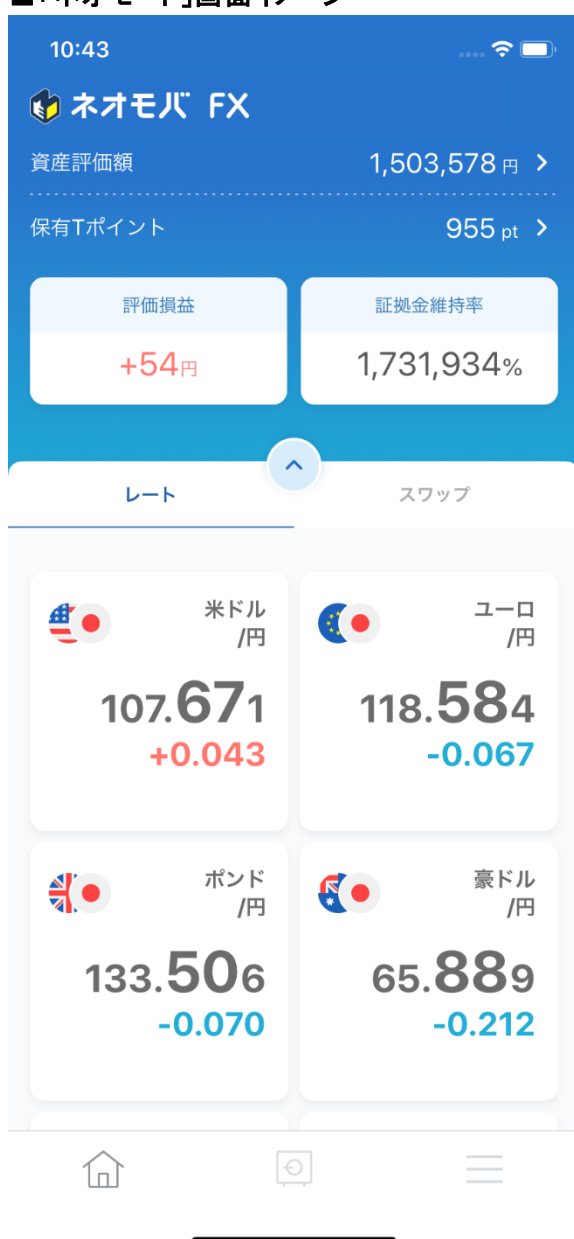 10:43
ネオモバ FX
資産評価額 1,503,578 円
保有Tポイント 955 pt
評価損益 証拠金維持率
+54円 1,731,934%
レート スワップ
米ドル ユーロ
/円 /円
107.671 118.584
+0.043 -0.067
ポンド 豪ドル
/円 /円
133.506 65.889
-0.070 -0.212